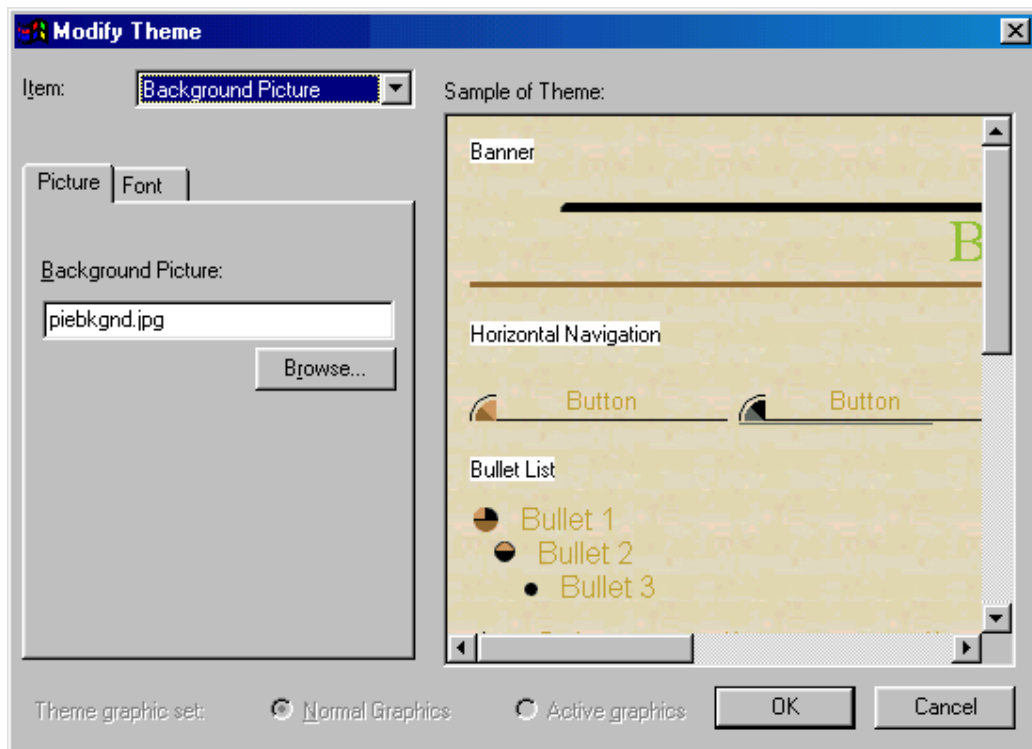 Modify Theme
Item:
Background Picture
Sample of Theme:
Picture
Font
Background Picture:
piebkgnd.jpg
Browse...
Banner
B
Horizontal Navigation
Button
Button
Bullet List
Bullet 1
Bullet 2
Bullet 3
Theme graphic set:
Normal Graphics
Active graphics
OK
Cancel